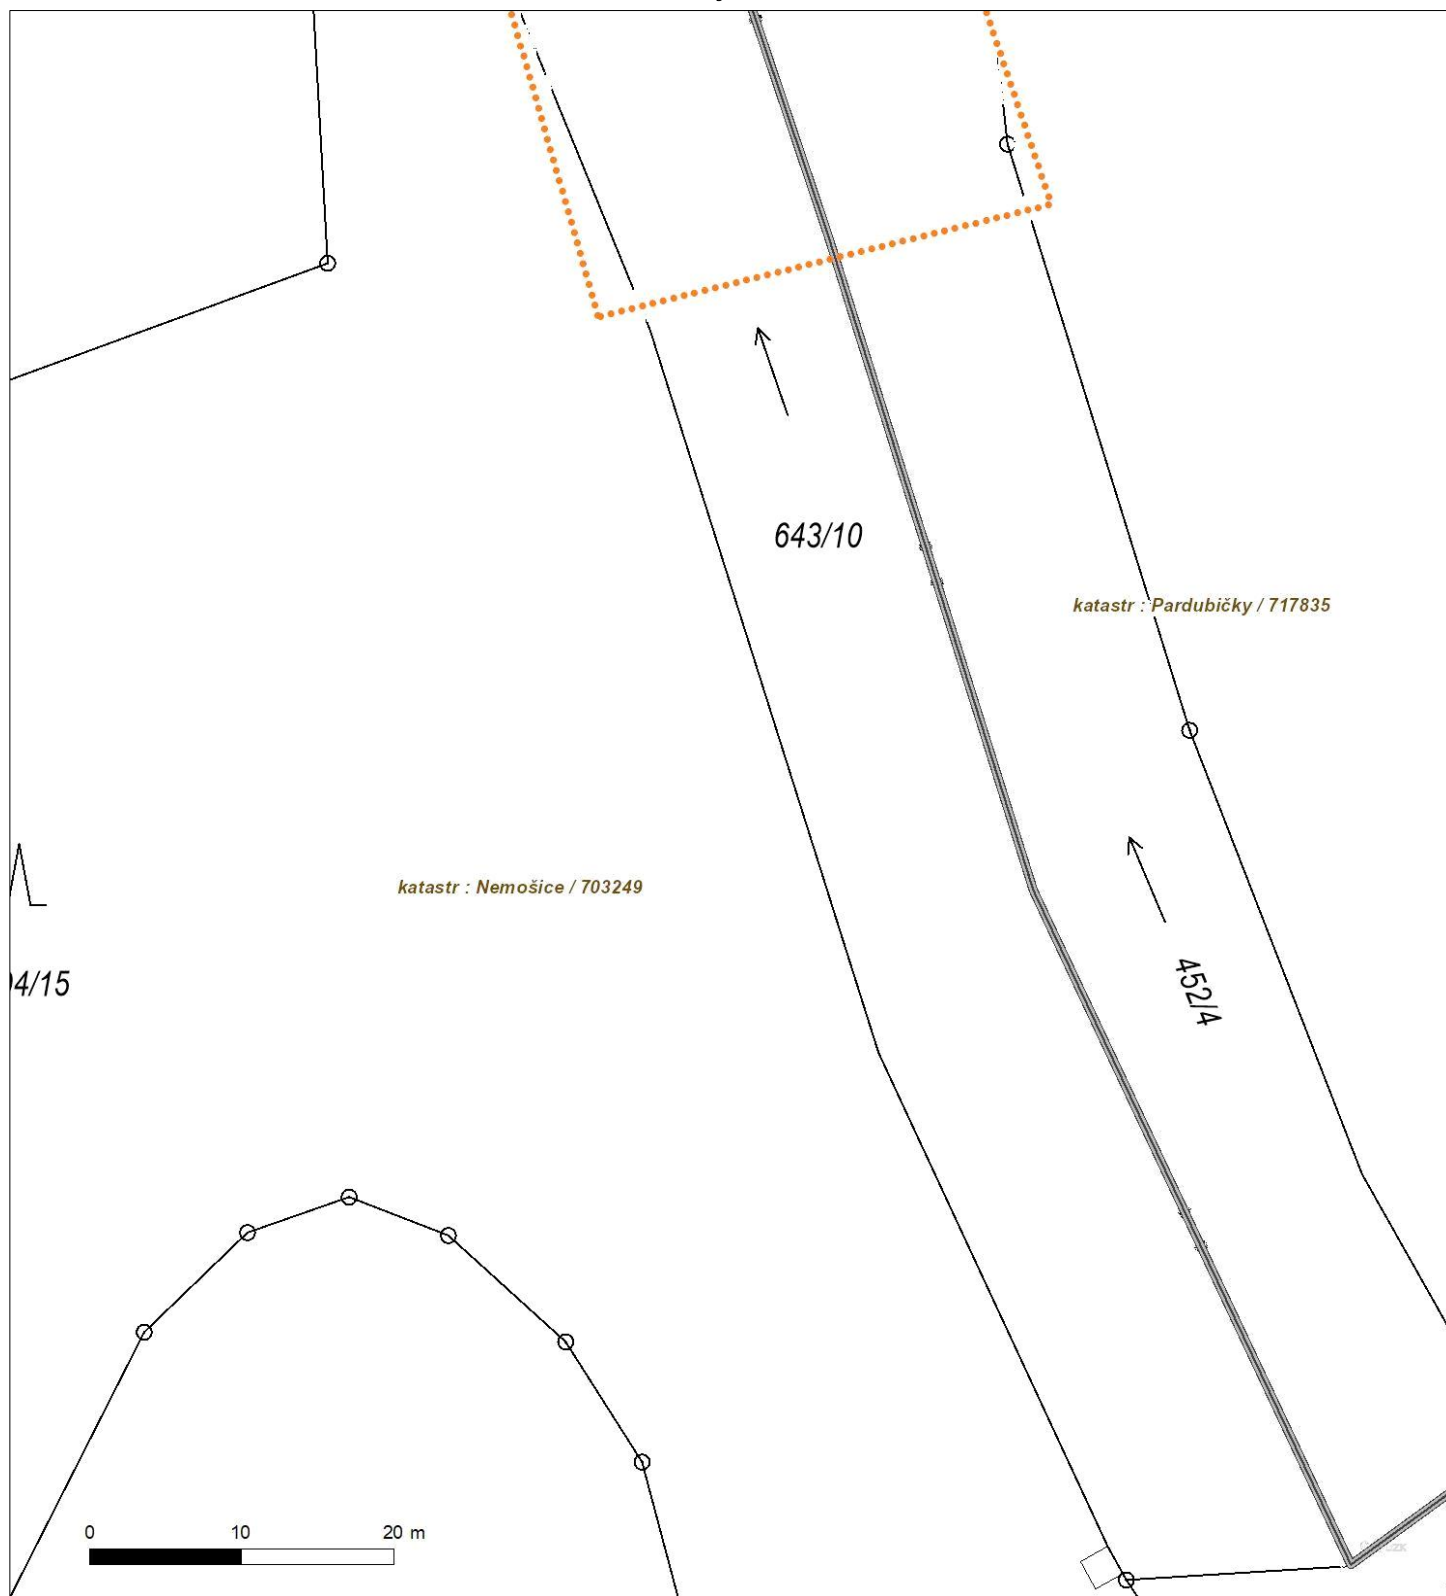 643/10
katastr : Pardubičky / 717835
katastr : Nemošice / 703249
4/15
452/4
0 10 20 m